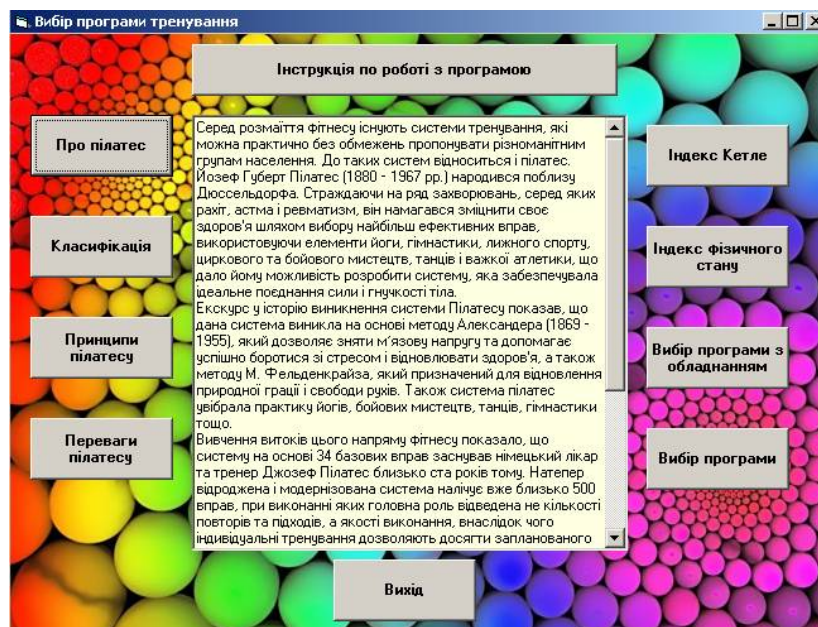 Вибір програми тренування
Інструкція по роботі з програмою
Про пілатес
Класифікація
Принципи
пілатесу
Переваги
пілатесу
Серед розмаїття фітнесу існують системи тренування, які
можна практично без обмежень пропонувати різноманітним
групам населення. До таких систем відноситься і пілатес.
Йозеф Губерт Пілатес (1880 - 1967 рр.) народився поблизу
Дюссельдорфа. Страждаючи на ряд захворювань, серед яких
рахіт, астма і ревматизм, він намагався зміцнити своє
здоров'я шляхом вибору найбільш ефективних вправ,
використовуючи елементи йоги, гімнастики, лижного спорту,
циркового та бойового мистецтв, танців і важкої атлетики, що
дало йому можливість розробити систему, яка забезпечувала
ідеальне поєднання сили і гнучкості тіла.
Екскурс у історію виникнення системи Пілатесу показав, що
дана система виникла на основі методу Александера (1869 -
1955), який дозволяє зняти м´язову напругу та допомагає
успішно боротися зі стресом і відновлювати здоров'я, а також
методу М. Фельденкрайза, який призначений для відновлення
природної грації і свободи рухів. Також система пілатес
увібрала практику йогів, бойових мистецтв, танців, гімнастики
тощо.
Вивчення витоків цього напряму фітнесу показало, що
систему на основі 34 базових вправ заснував німецький лікар
та тренер Джозеф Пілатес близько ста років тому. Натепер
відроджена і модернізована система налічує вже близько 500
вправ, при виконанні яких головна роль відведена не кількості
повторів та підходів, а якості виконання, внаслідок чого
індивідуальні тренування дозволяють досягти запланованого
Індекс Кетле
Індекс фізичного
стану
Вибір програми з
обладнанням
Вибір програми
Вихід